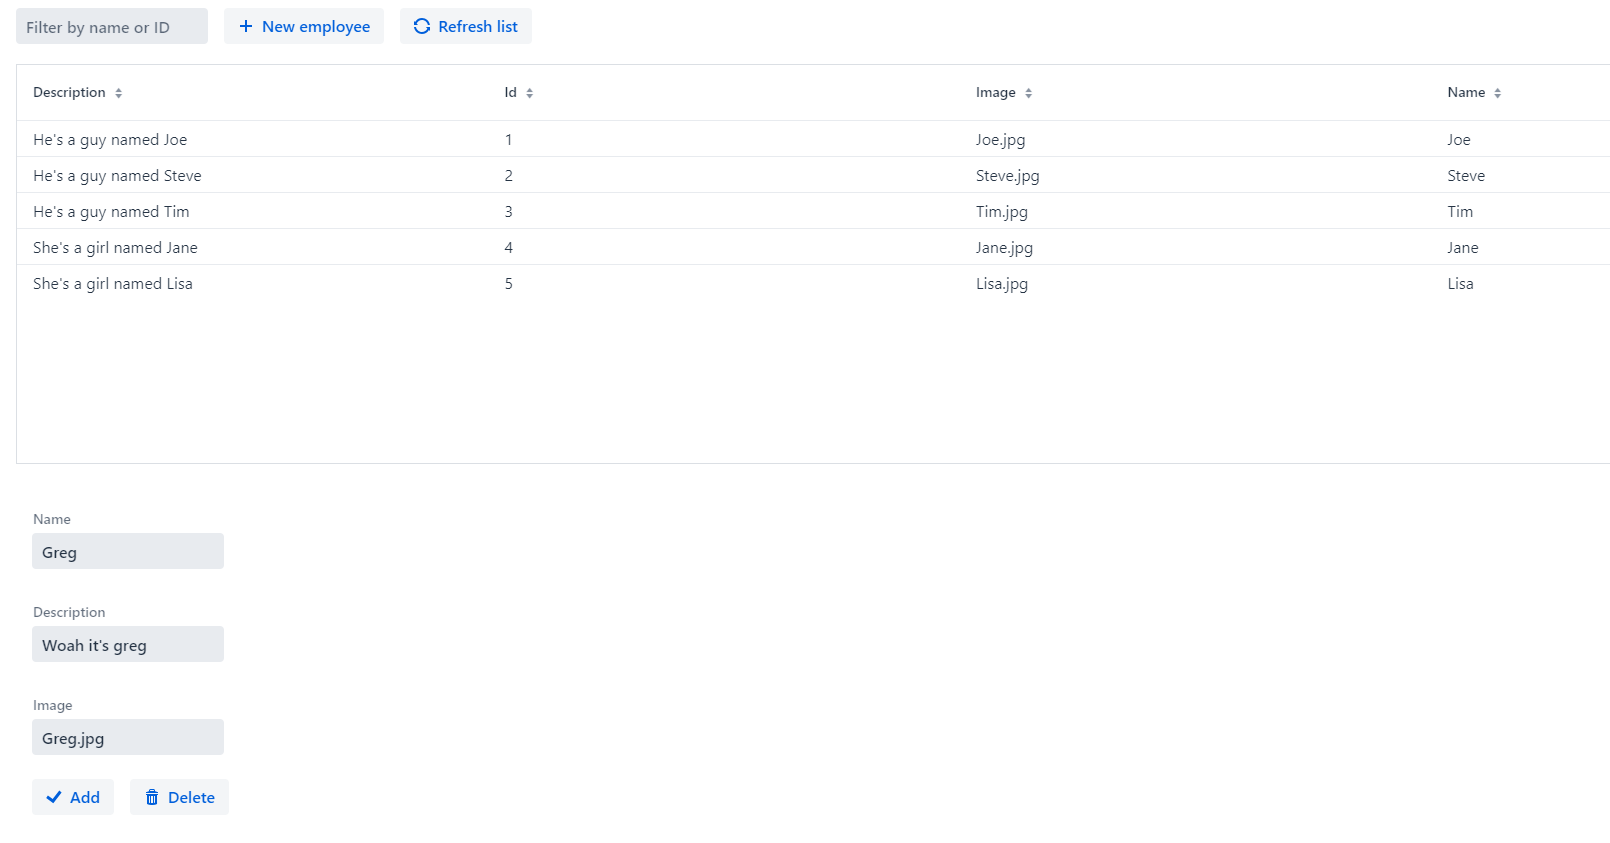 Filter by name or ID New employee Refresh list
Description Id Image Name
He's a guy named Joe 1 Joe.jpg Joe
He's a guy named Steve 2 Steve.jpg Steve
He's a guy named Tim 3 Tim.jpg Tim
She's a girl named Jane 4 Jane.jpg Jane
She's a girl named Lisa 5 Lisa.jpg Lisa
Name
Greg
Description
Woah it's greg
Image
Greg.jpg
Add Delete